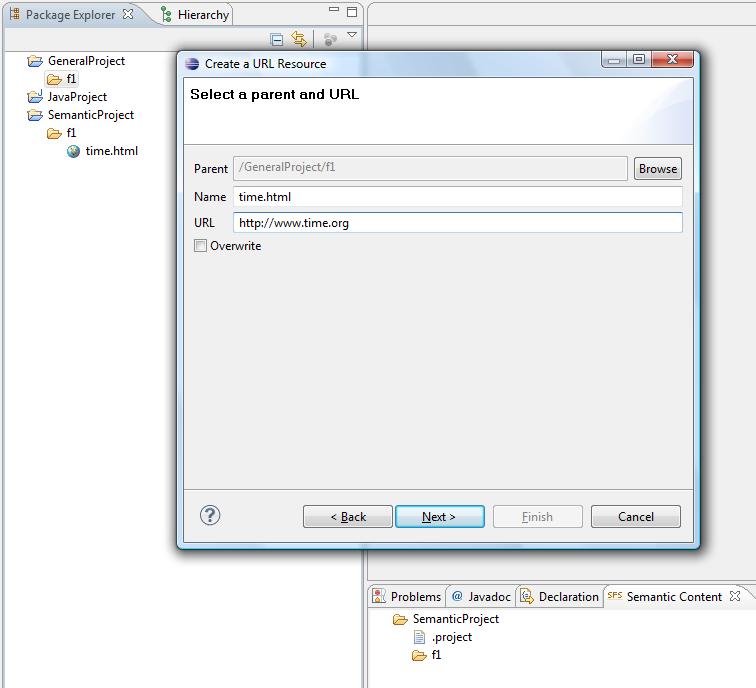 Package Explorer
Hierarchy
GeneralProject
f1
JavaProject
SemanticProject
f1
time.html
Create a URL Resource
Select a parent and URL
Parent /GeneralProject/f1 Browse
Name time.html
URL http://www.time.org
Overwrite
? < Back Next > Finish Cancel
Problems @ Javadoc Declaration SFS Semantic Content
SemanticProject
.project
f1